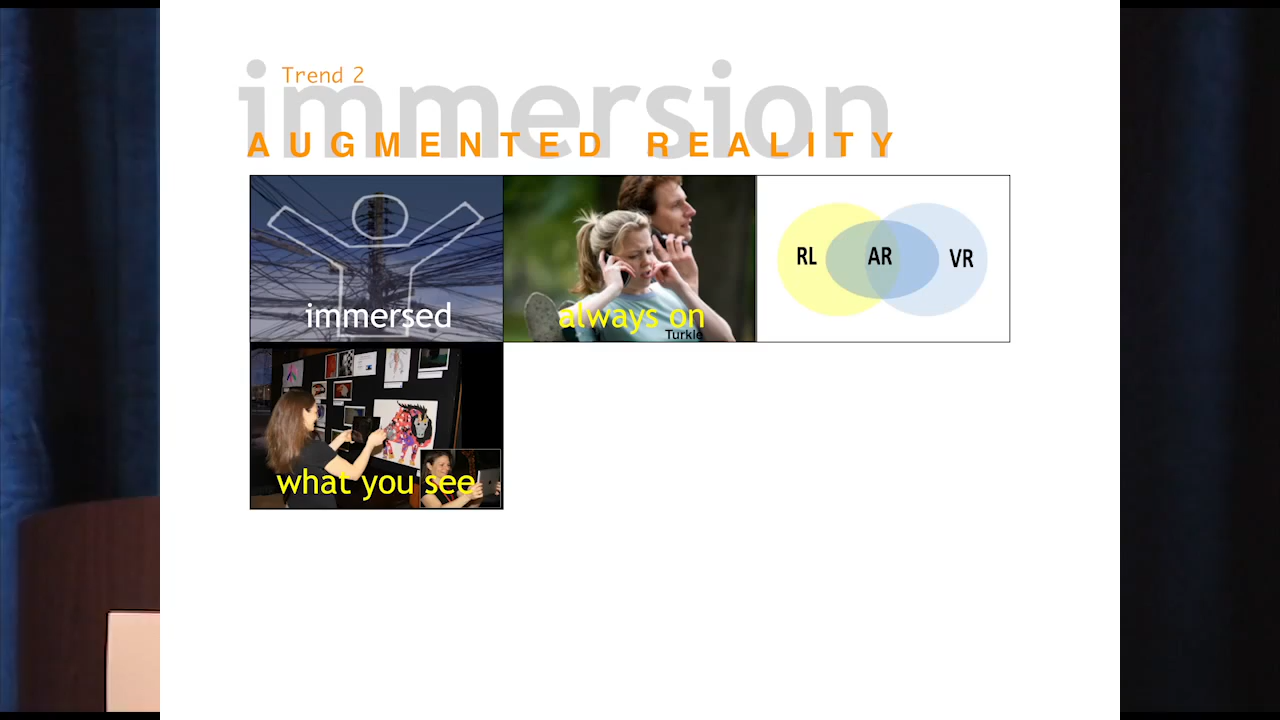 Trend 2
immersion
AUGMENTED REALITY
immersed
always on
Turkle
RL
AR
VR
what you see